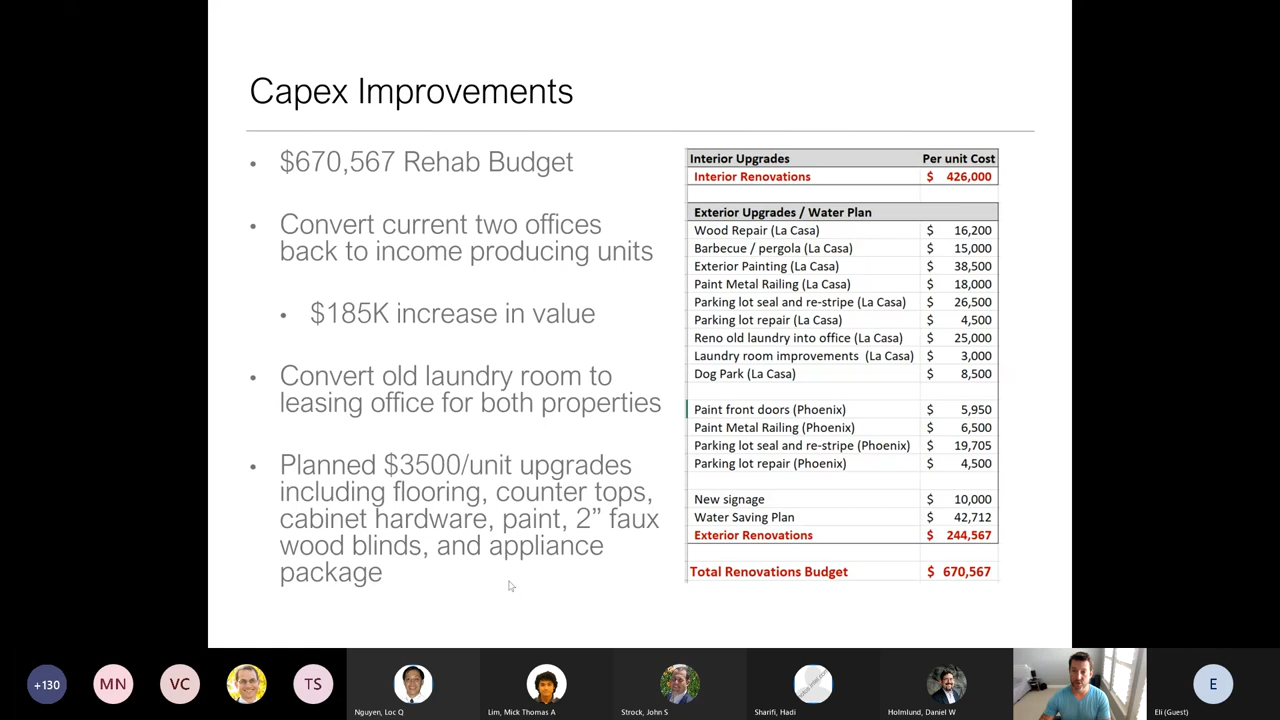 Capex Improvements
• $670,567 Rehab Budget
• Convert current two offices
back to income producing units
• $185K increase in value
• Convert old laundry room to
leasing office for both properties
• Planned $3500/unit upgrades
including flooring, counter tops,
cabinet hardware, paint, 2” faux
wood blinds, and appliance
package
Interior Upgrades Per unit Cost
Interior Renovations $ 426,000
Exterior Upgrades / Water Plan
Wood Repair (La Casa) $ 16,200
Barbecue / pergola (La Casa) $ 15,000
Exterior Painting (La Casa) $ 38,500
Paint Metal Railing (La Casa) $ 18,000
Parking lot seal and re-stripe (La Casa) $ 26,500
Parking lot repair (La Casa) $ 4,500
Reno old laundry into office (La Casa) $ 25,000
Laundry room improvements (La Casa) $ 3,000
Dog Park (La Casa) $ 8,500
Paint front doors (Phoenix) $ 5,950
Paint Metal Railing (Phoenix) $ 6,500
Parking lot seal and re-stripe (Phoenix) $ 19,705
Parking lot repair (Phoenix) $ 4,500
New signage $ 10,000
Water Saving Plan $ 42,712
Exterior Renovations $ 244,567
Total Renovations Budget $ 670,567
+130 MN VC TS E
Nguyen, Loc Q Lim, Mick Thomas A Strock, John S Sharifi, Hadi Holmlund, Daniel W Eli (Guest)